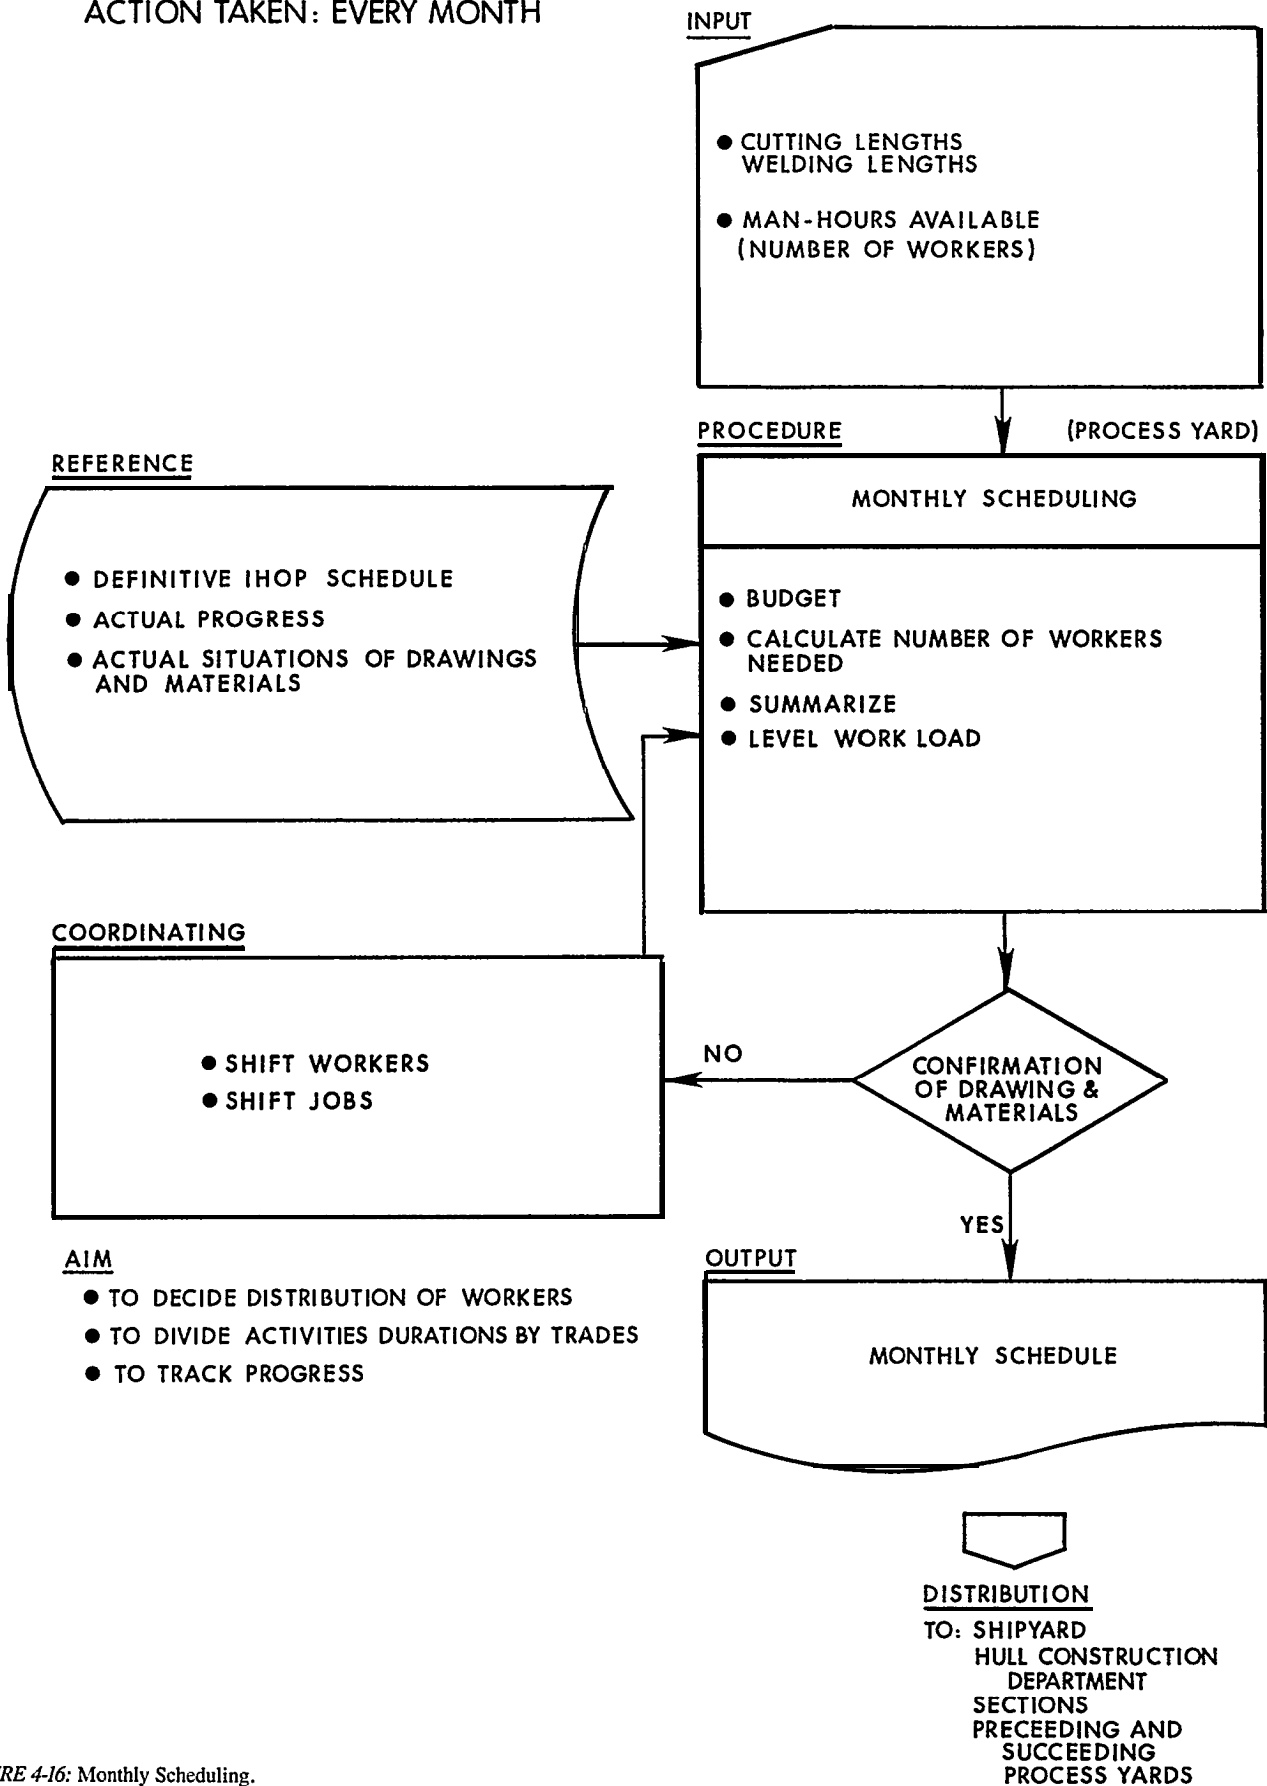 ACTION TAKEN: EVERY MONTH
INPUT
● CUTTING LENGTHS
WELDING LENGTHS
● MAN-HOURS AVAILABLE
(NUMBER OF WORKERS)
PROCEDURE (PROCESS YARD)
MONTHLY SCHEDULING
● BUDGET
● CALCULATE NUMBER OF WORKERS
NEEDED
● SUMMARIZE
● LEVEL WORK LOAD
REFERENCE
● DEFINITIVE IHOP SCHEDULE
● ACTUAL PROGRESS
● ACTUAL SITUATIONS OF DRAWINGS
AND MATERIALS
COORDINATING
● SHIFT WORKERS
● SHIFT JOBS
NO
CONFIRMATION
OF DRAWING &
MATERIALS
YES
AIM
● TO DECIDE DISTRIBUTION OF WORKERS
● TO DIVIDE ACTIVITIES DURATIONS BY TRADES
● TO TRACK PROGRESS
OUTPUT
MONTHLY SCHEDULE
DISTRIBUTION
TO: SHIPYARD
HULL CONSTRUCTION
DEPARTMENT
SECTIONS
PRECEEDING AND
SUCCEEDING
PROCESS YARDS
RE 4-16: Monthly Scheduling.